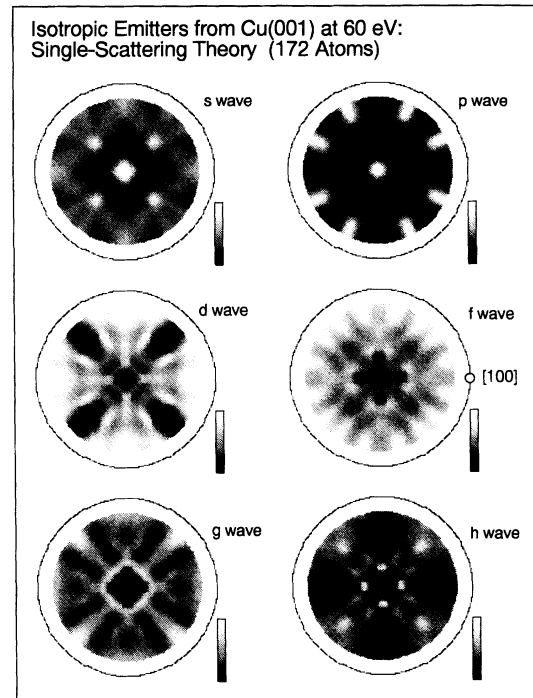 Isotropic Emitters from Cu(001) at 60 eV:
Single-Scattering Theory (172 Atoms)
s wave
p wave
d wave
f wave
[100]
g wave
h wave